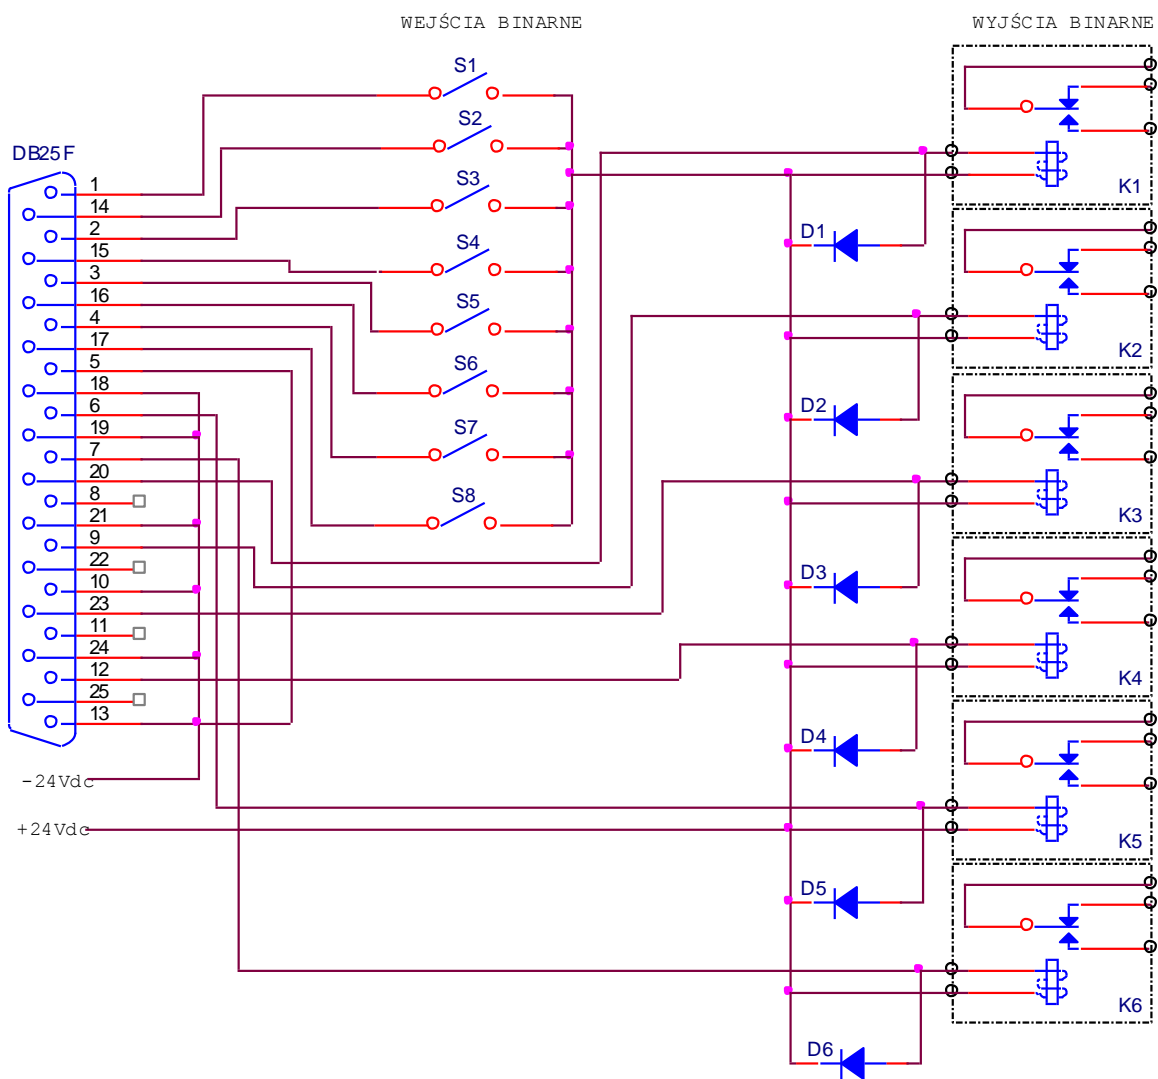 WEJŚCIA BINARNE
WYJŚCIA BINARNE
DB25F
1
14
2
15
3
16
4
17
5
18
6
19
7
20
8
21
9
22
10
23
11
24
12
25
13
-24Vdc
+24Vdc
S1
S2
S3
S4
S5
S6
S7
S8
D1
D2
D3
D4
D5
D6
K1
K2
K3
K4
K5
K6